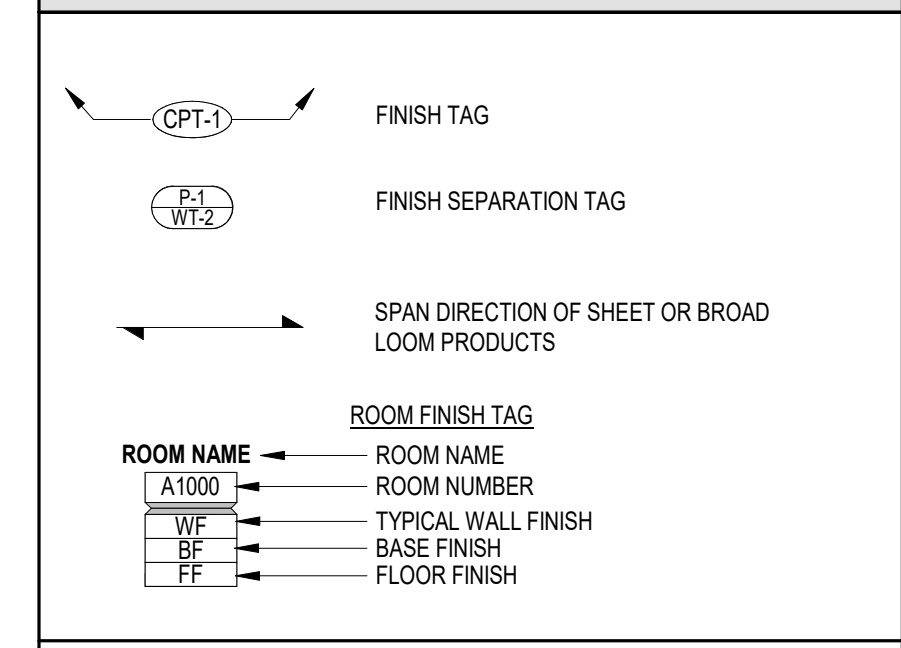 CPT-1 FINISH TAG
P-1
WT-2
FINISH SEPARATION TAG
SPAN DIRECTION OF SHEET OR BROAD
LOOM PRODUCTS
ROOM FINISH TAG
ROOM NAME ROOM NAME
A1000 ROOM NUMBER
WF TYPICAL WALL FINISH
BF BASE FINISH
FF FLOOR FINISH